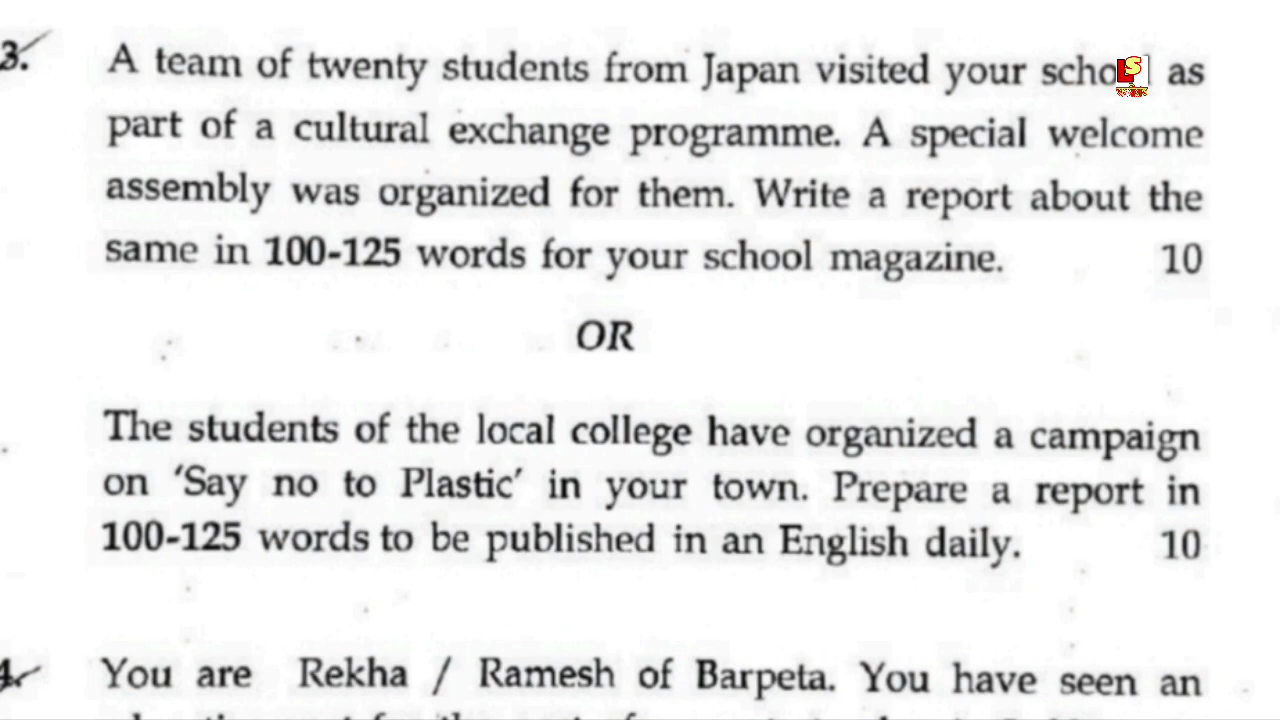 3. A team of twenty students from Japan visited your school as
part of a cultural exchange programme. A special welcome
assembly was organized for them. Write a report about the
same in 100-125 words for your school magazine. 10
OR
The students of the local college have organized a campaign
on ‘Say no to Plastic’ in your town. Prepare a report in
100-125 words to be published in an English daily. 10
4. You are Rekha / Ramesh of Barpeta. You have seen an